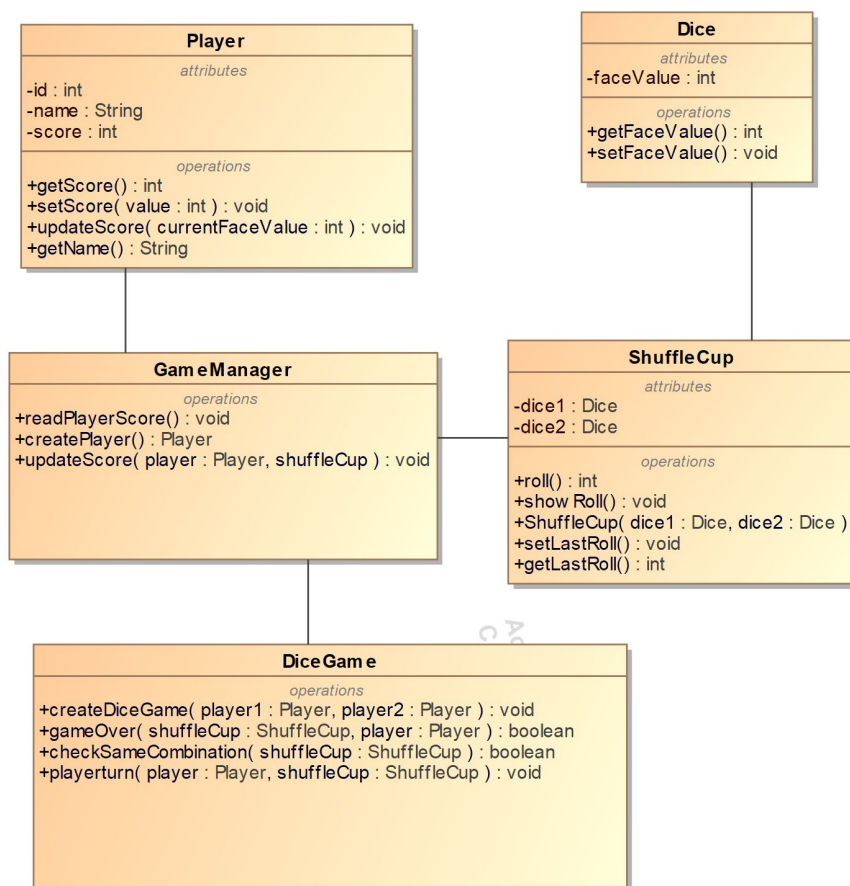 Player
attributes
-id : int
-name : String
-score : int
operations
+getScore() : int
+setScore( value : int ) : void
+updateScore( currentFaceValue : int ) : void
+getName() : String
Dice
attributes
-faceValue : int
operations
+getFaceValue() : int
+setFaceValue() : void
GameManager
operations
+readPlayerScore() : void
+createPlayer() : Player
+updateScore( player : Player, shuffleCup ) : void
ShuffleCup
attributes
-dice1 : Dice
-dice2 : Dice
operations
+roll() : int
+show Roll() : void
+ShuffleCup( dice1 : Dice, dice2 : Dice )
+setLastRoll() : void
+getLastRoll() : int
DiceGame
operations
+createDiceGame( player1 : Player, player2 : Player ) : void
+gameOver( shuffleCup : ShuffleCup, player : Player ) : boolean
+checkSameCombination( shuffleCup : ShuffleCup ) : boolean
+playerturn( player : Player, shuffleCup : ShuffleCup ) : void